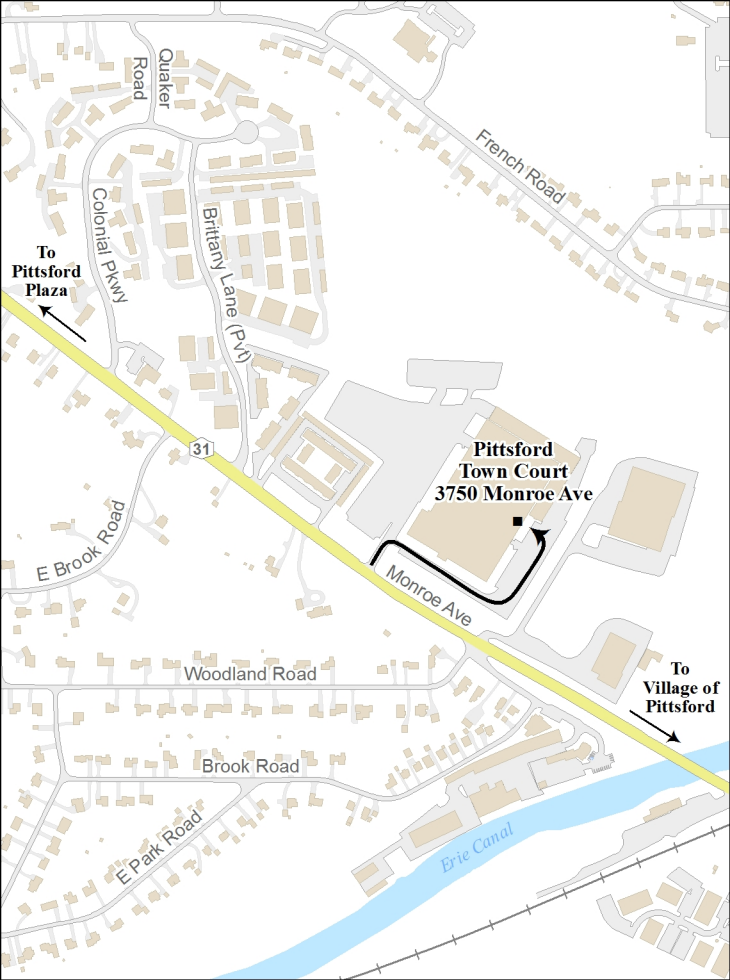 Quaker
Road
French Road
Colonial Pkwy
Brittany Lane (Pvt)
To
Pittsford
Plaza
31
Pittsford
Town Court
3750 Monroe Ave
E Brook Road
Monroe Ave
Woodland Road
To
Village of
Pittsford
Brook Road
E Park Road
Erie Canal